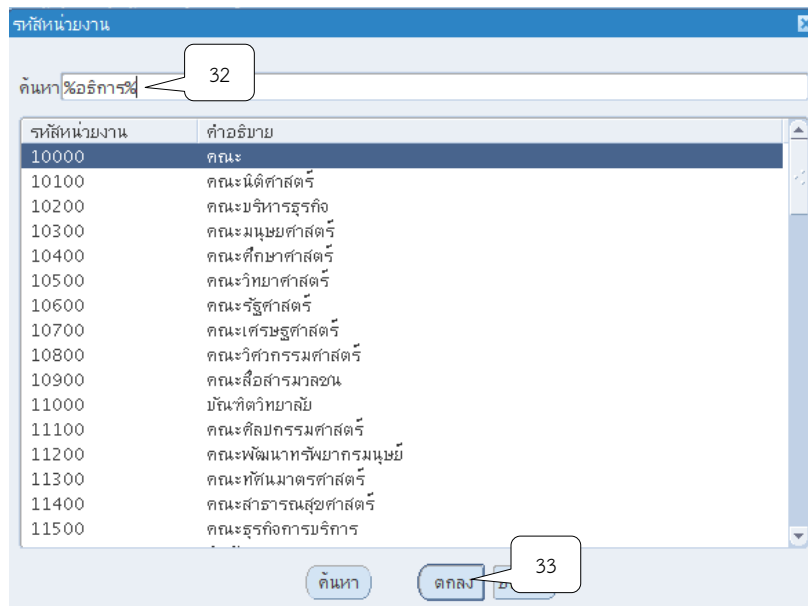 รหัสหน่วยงาน
32
ค้นหา %อธิการ%
รหัสหน่วยงาน คำอธิบาย
10000 คณะ
10100 คณะนิติศาสตร์
10200 คณะบริหารธุรกิจ
10300 คณะมนุษยศาสตร์
10400 คณะศึกษาศาสตร์
10500 คณะวิทยาศาสตร์
10600 คณะรัฐศาสตร์
10700 คณะเศรษฐศาสตร์
10800 คณะวิศวกรรมศาสตร์
10900 คณะสื่อสารมวลชน
11000 บัณฑิตวิทยาลัย
11100 คณะศิลปกรรมศาสตร์
11200 คณะพัฒนาทรัพยากรมนุษย์
11300 คณะทัศนมาตรศาสตร์
11400 คณะสาธารณสุขศาสตร์
11500 คณะธุรกิจการบริการ
33
ค้นหา ตกลง